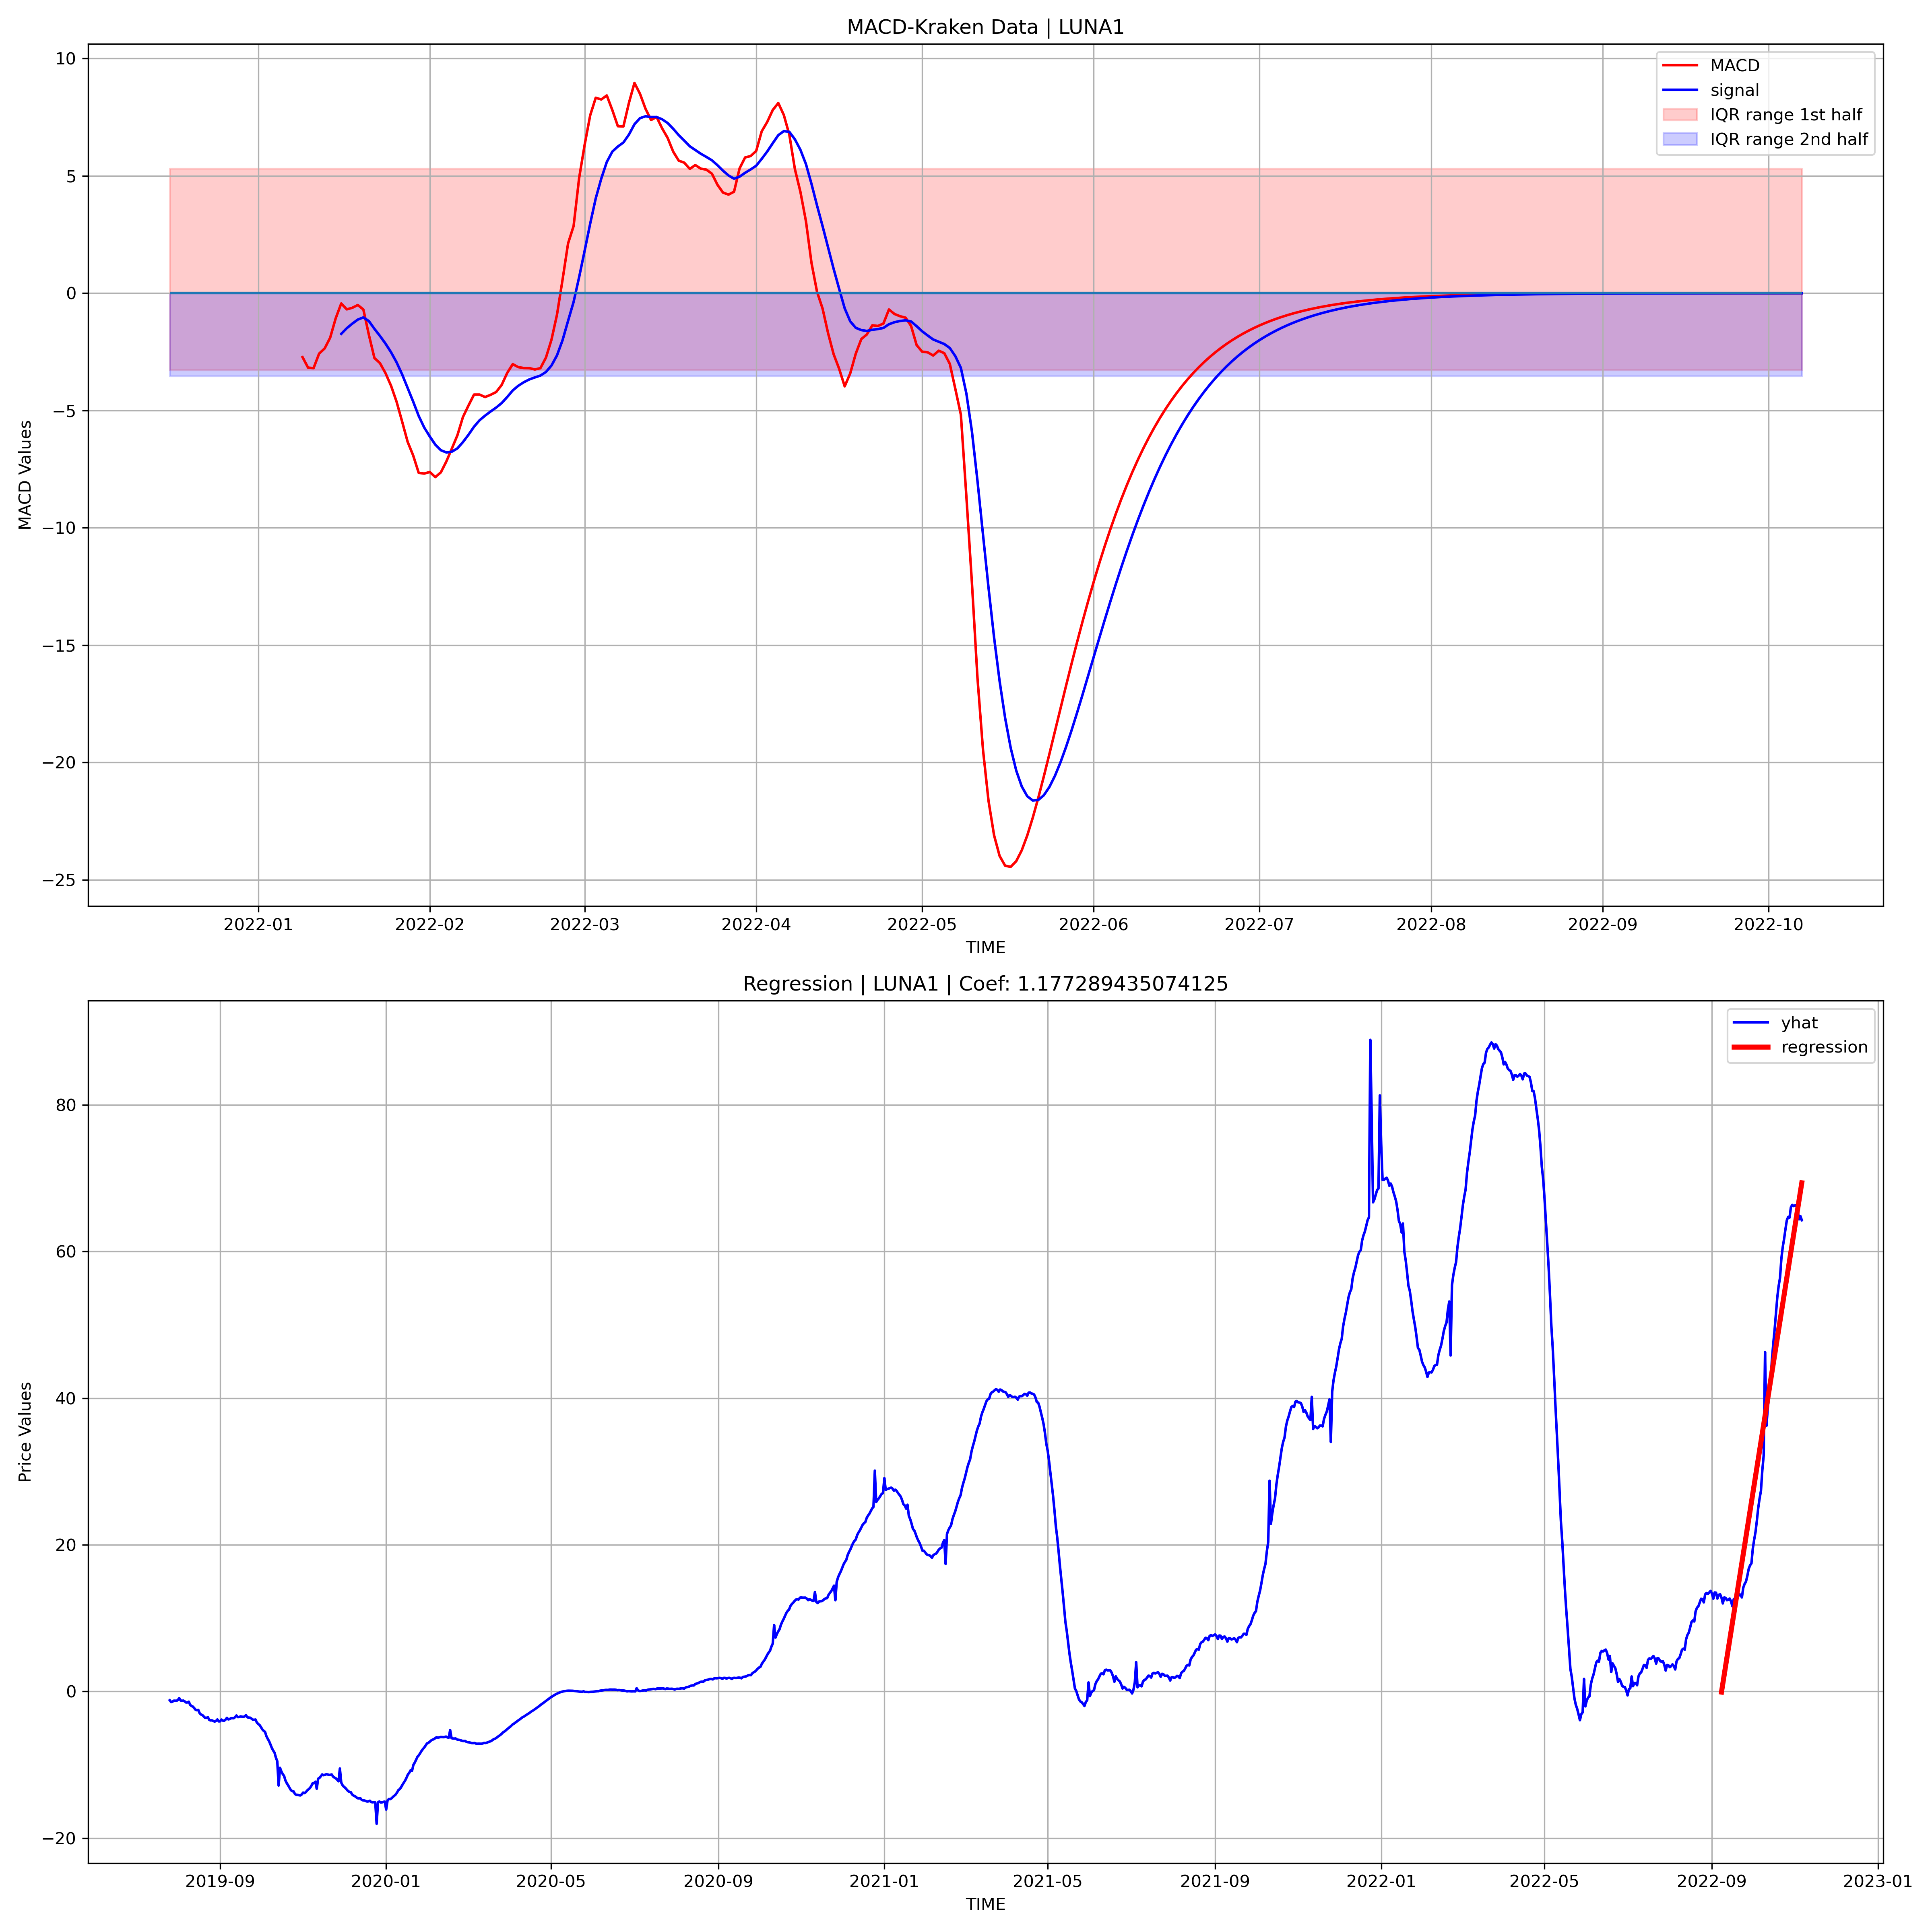 MACD-Kraken Data | LUNA1
MACD
signal
IQR range 1st half
IQR range 2nd half
10
5
0
−5
−10
−15
−20
−25
MACD Values
2022-01 2022-02 2022-03 2022-04 2022-05 2022-06 2022-07 2022-08 2022-09 2022-10
TIME
Regression | LUNA1 | Coef: 1.177289435074125
yhat
regression
80
60
40
20
0
−20
Price Values
2019-09 2020-01 2020-05 2020-09 2021-01 2021-05 2021-09 2022-01 2022-05 2022-09 2023-01
TIME